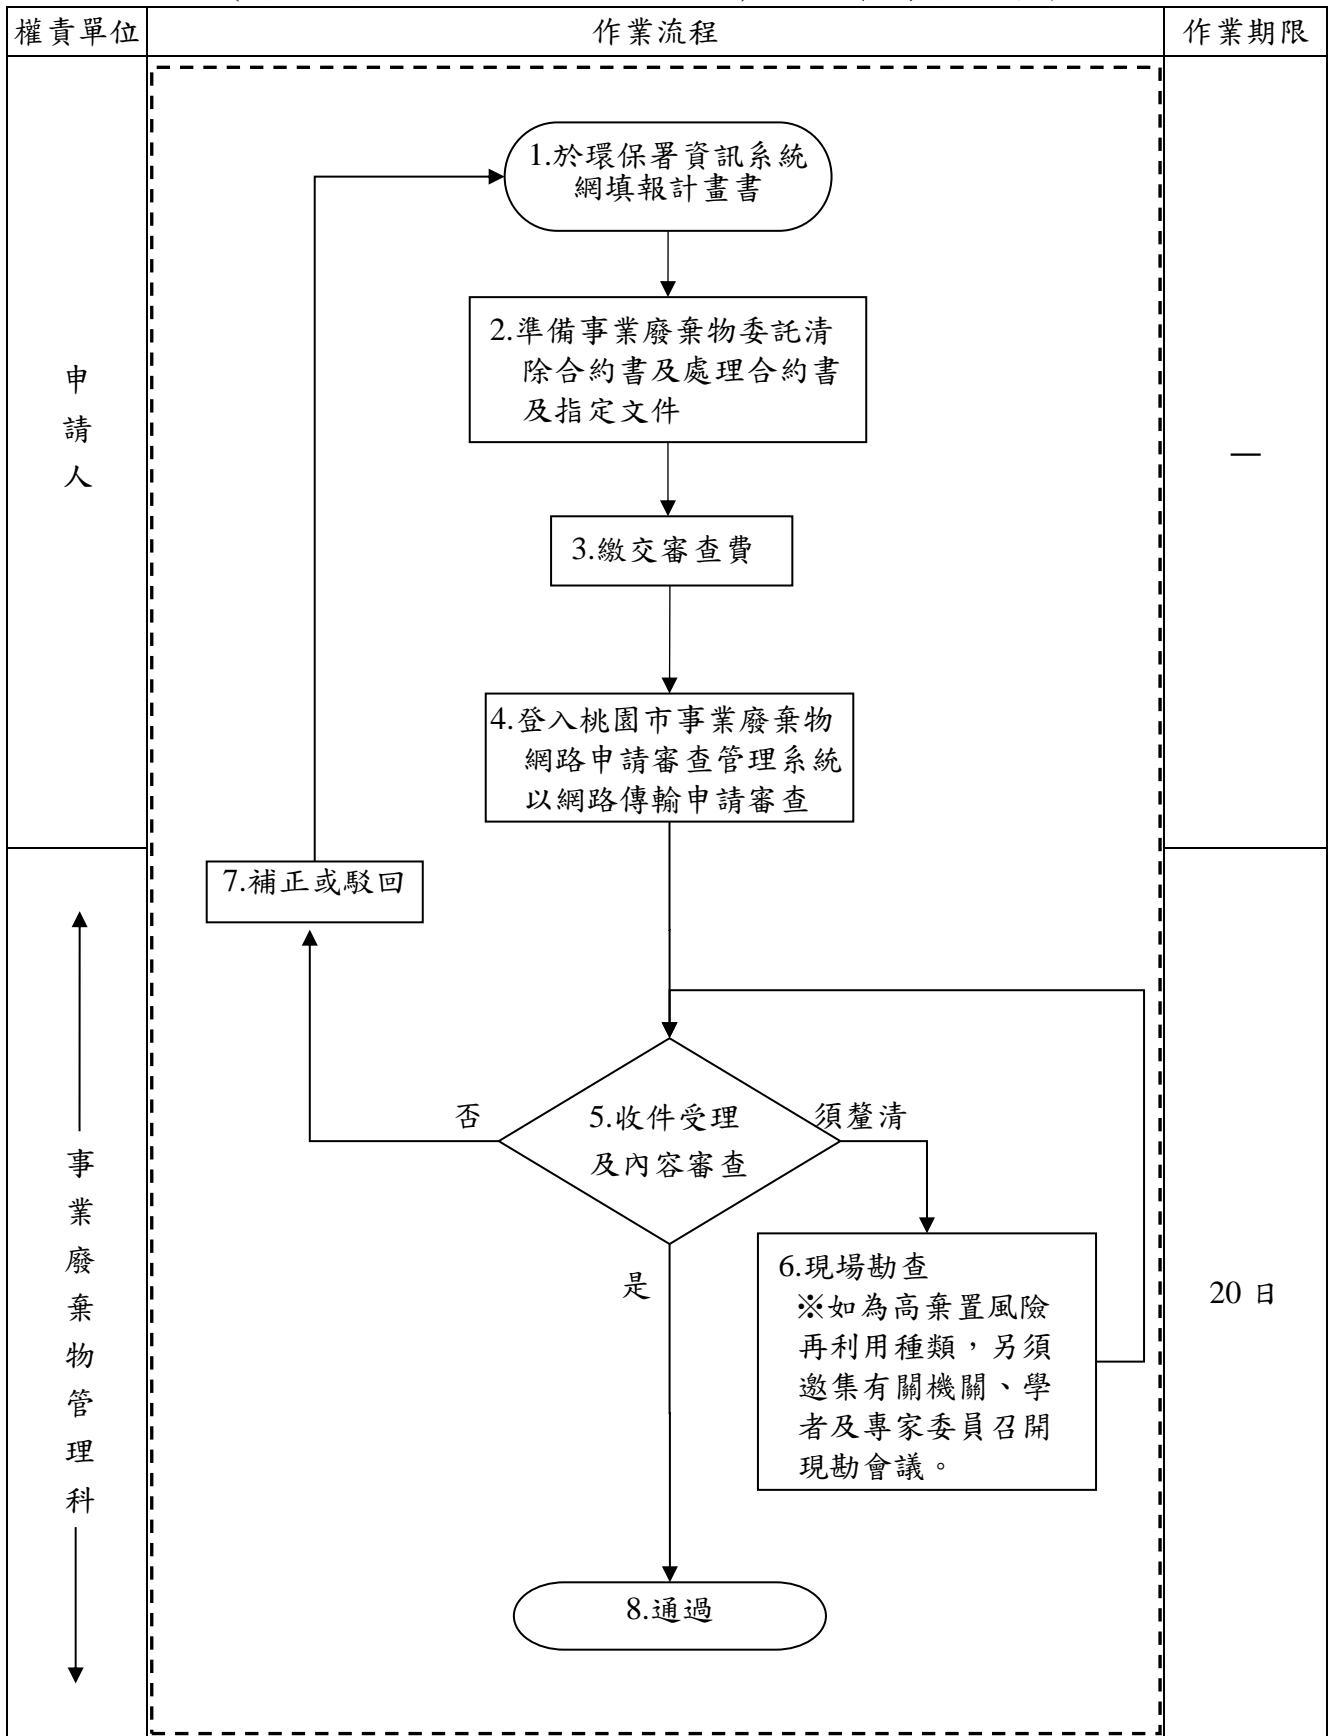 權責單位
作業流程
作業期限
申
請
人
1.於環保署資訊系統
網填報計畫書
2.準備事業廢棄物委託清
除合約書及處理合約書
及指定文件
3.繳交審查費
4.登入桃園市事業廢棄物
網路申請審查管理系統
以網路傳輸申請審查
—
7.補正或駁回
否
5.收件受理
及內容審查
須釐清
是
6.現場勘查
※如為高棄置風險
再利用種類，另須
邀集有關機關、學
者及專家委員召開
現勘會議。
8.通過
事
業
廢
棄
物
管
理
科
20 日